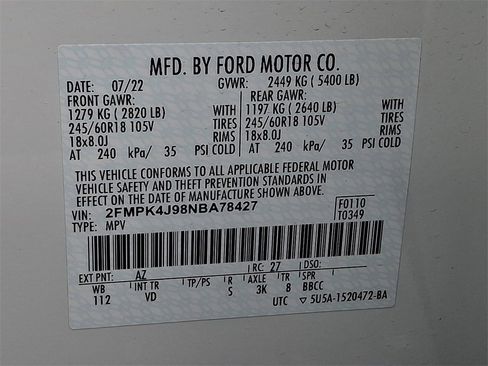 MFD. BY FORD MOTOR CO.
DATE: 07/22 GVWR: 2449 KG ( 5400 LB)
FRONT GAWR: REAR GAWR:
1279 KG ( 2820 LB) WITH 1197 KG ( 2640 LB) WITH
245/60R18 105V TIRES 245/60R18 105V TIRES
18x8.0J RIMS 18x8.0J RIMS
AT 240 kPa/ 35 PSI COLD AT 240 kPa/ 35 PSI COLD
THIS VEHICLE CONFORMS TO ALL APPLICABLE FEDERAL MOTOR
VEHICLE SAFETY AND THEFT PREVENTION STANDARDS IN
EFFECT ON THE DATE OF MANUFACTURE SHOWN ABOVE.
VIN: 2FMPK4J98NBA78427 F0110
TYPE: MPV T0349
EXT PNT: AZ RC: 27 DSO:
WB INT TR TP/PS R AXLE TR SPR
112 VD S 3K 8 BBCC
UTC ▽ 5U5A-1520472-BA